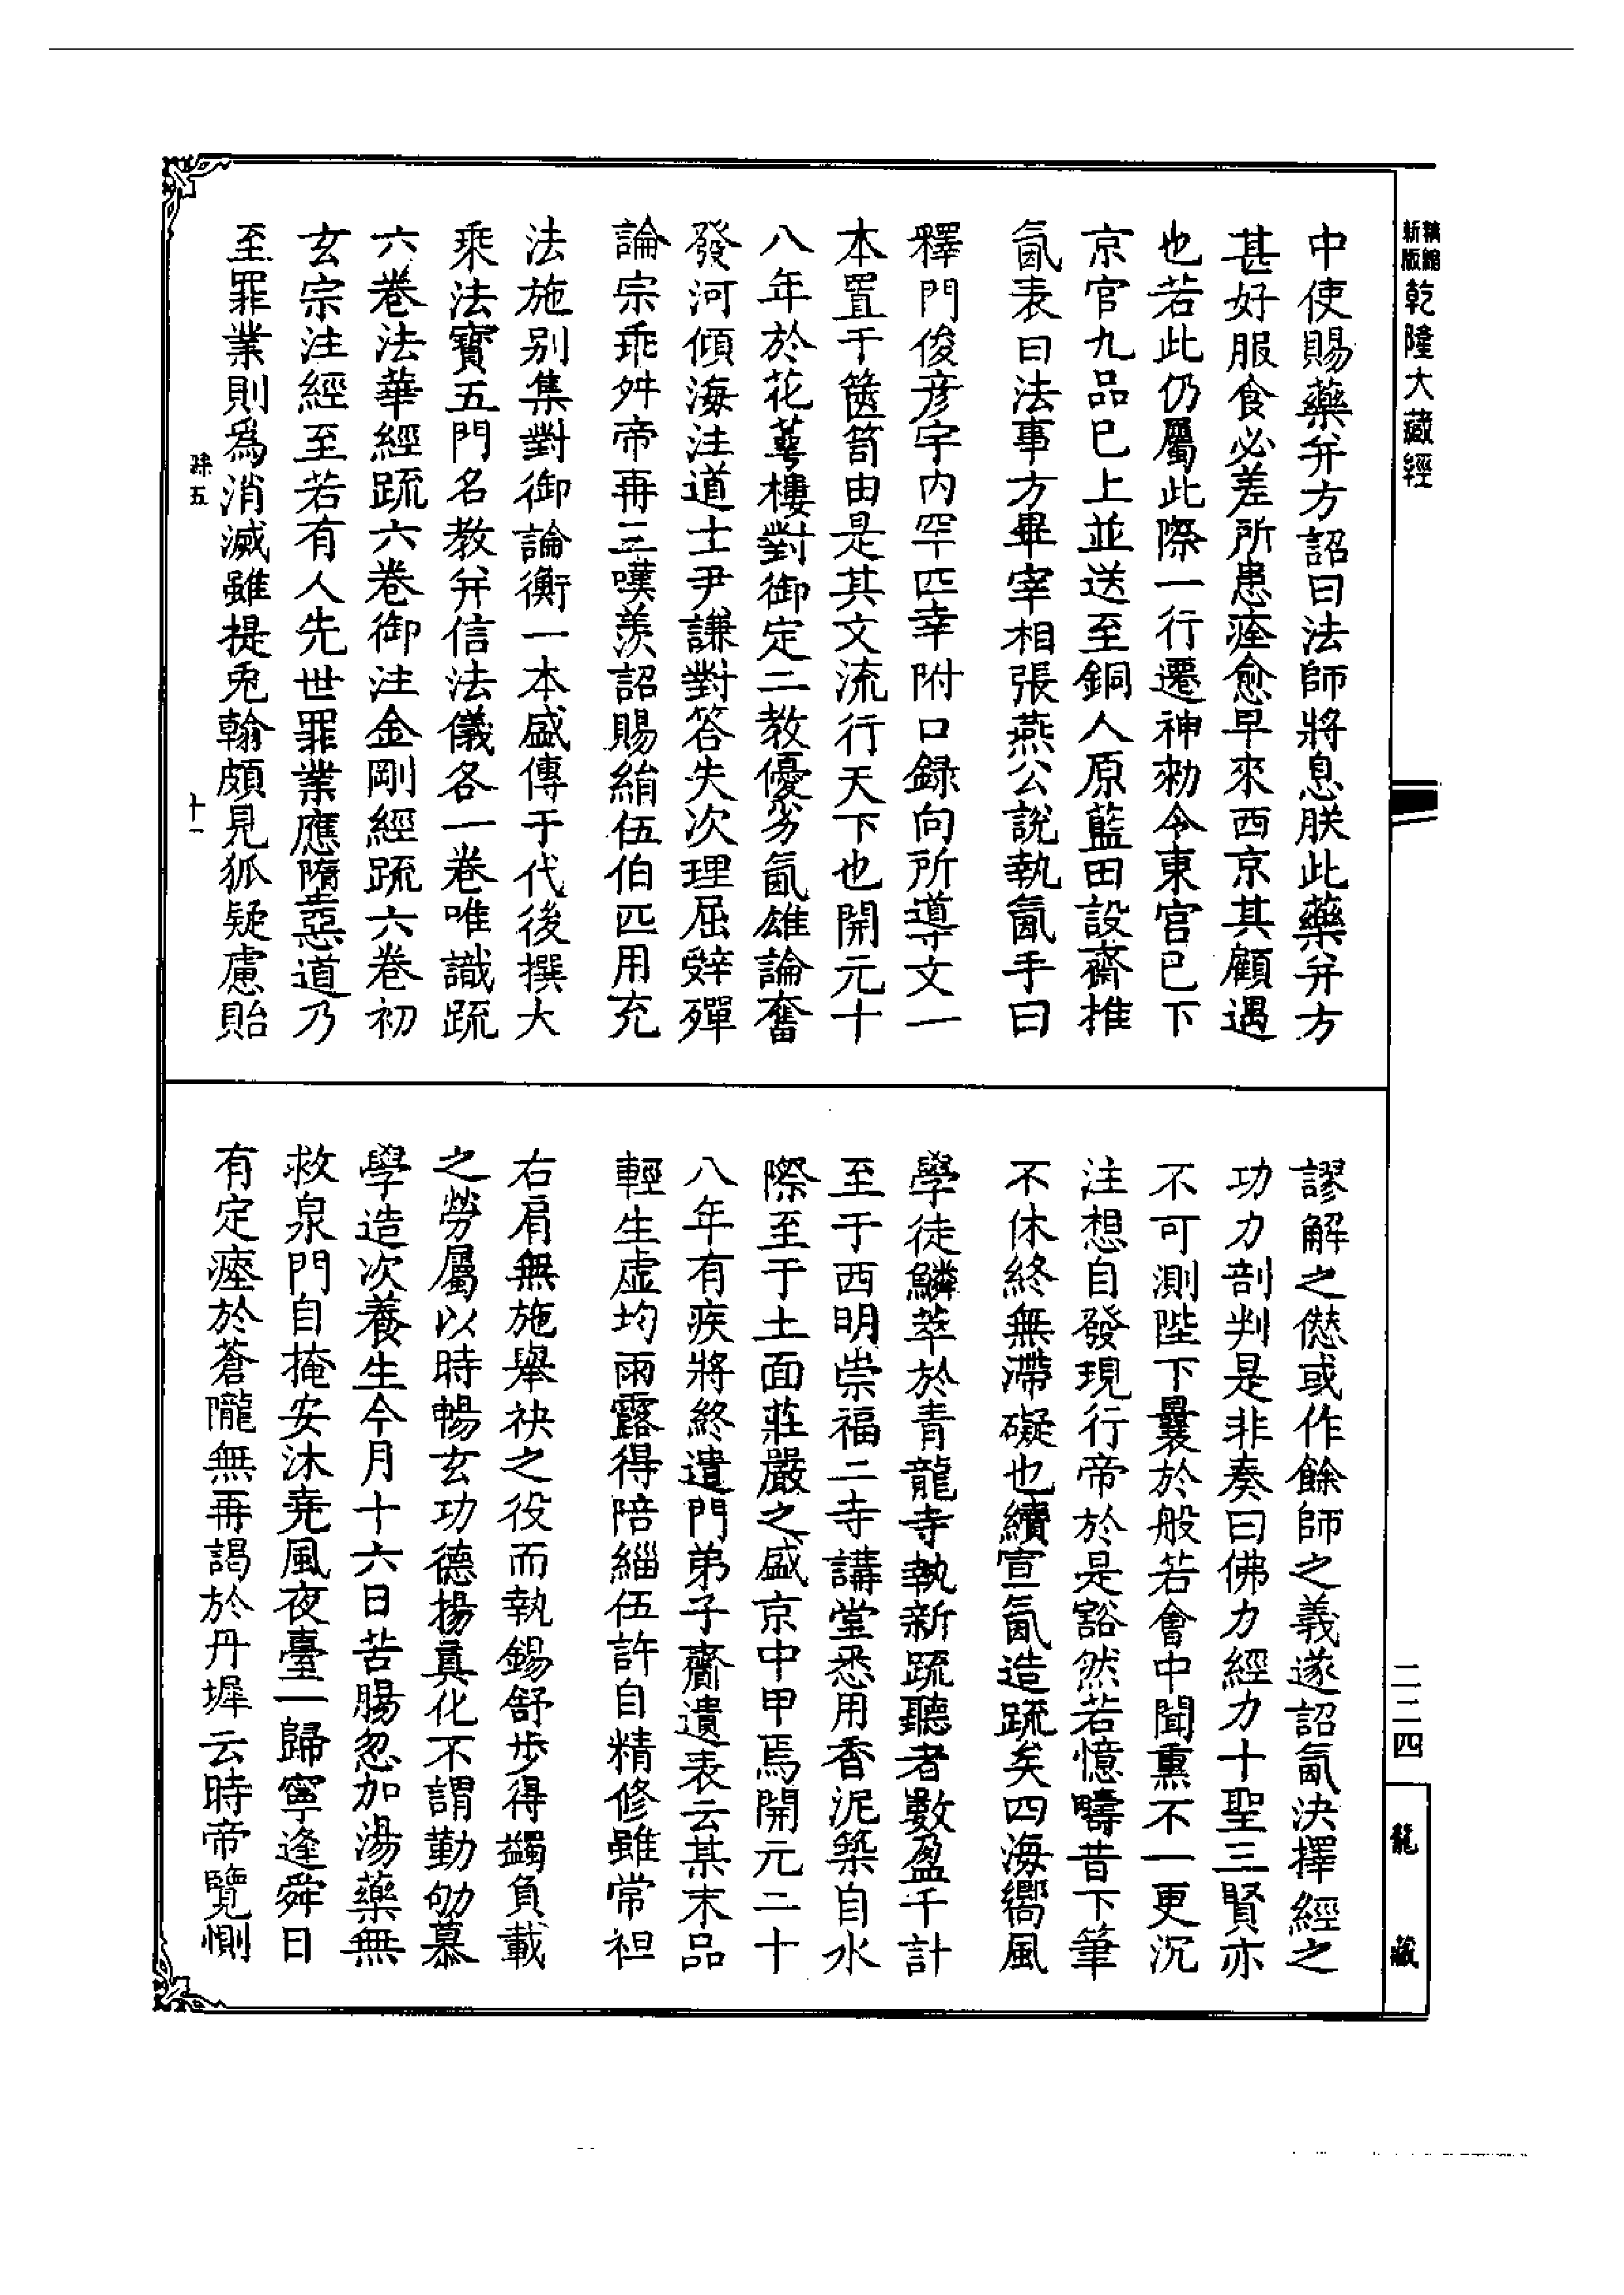 精縮
新版
乾隆大藏經
中使賜藥并方詔曰法師將息朕此藥并方
甚好服食必差所患痊愈早來西京其顧遇
也若此仍屬此際一行遷神勑令東宮已下
京官九品已上並送至銅人原藍田設齋推
氤表曰法事方畢宰相張燕公說執氤手曰
釋門俊彥宇內罕匹幸附口録向所導文一
本置于篋笥由是其文流行天下也開元十
八年於花萼樓對御定二教優劣氤雄論奮
發河傾海注道士尹謙對答失次理屈辤殫
論宗乖舛帝再三嘆羨詔賜絹伍伯匹用充
法施別集對御論衡一本盛傳于代後撰大
乘法寶五門名教并信法儀各一卷唯識疏
六卷法華經疏六卷御注金剛經疏六卷初
玄宗注經至若有人先世罪業應墮惡道乃
至罪業則爲消滅雖提兎翰頗見狐疑慮貽
五
十一
謬解之愆或作餘師之義遂詔氤決擇經之
功力剖判是非奏曰佛力經力十聖三賢亦
不可測陛下曩於般若會中聞熏不一更沉
注想自發現行帝於是豁然若憶疇昔下筆
不休終無滯礙也續宣氤造疏矣四海嚮風
學徒鱗萃於青龍寺執新疏聽者數盈千計
至于西明崇福二寺講堂悉用香泥築自水
際至于土面莊嚴之盛京中甲焉開元二十
八年有疾將終遣門弟子齎遺表云某末品
輕生虛均雨露得陪緇伍許自精修雖常袒
右肩無施舉袂之役而執錫舒步得蠲負載
之勞屬以時暢玄功德揚真化不謂勤劬慕
學造次養生今月十六日苦腸忽加湯藥無
救泉門自掩安沐堯風夜臺一歸寧逢舜日
有定瘞於蒼隴無再謁於丹墀云時帝覽惻
二二四
龍藏